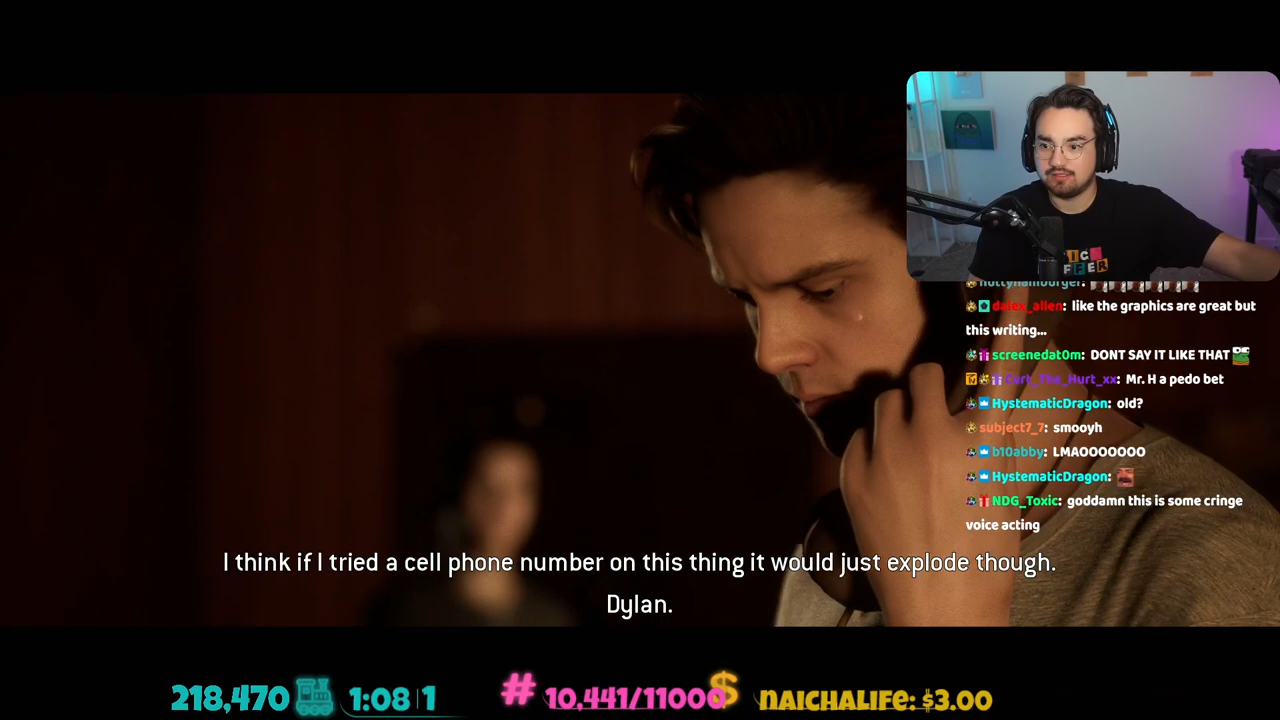 nottyhamburger:
dalex_allen: like the graphics are great but
this writing...
screenedat0m: DONT SAY IT LIKE THAT
Curt_The_Hurt_xx: Mr. H a pedo bet
HystematicDragon: old?
subject7_7: smooyh
b10abby: LMAOOOOOOO
HystematicDragon:
NDG_Toxic: goddamn this is some cringe
voice acting
I think if I tried a cell phone number on this thing it would just explode though.
Dylan.
218,470 1:08 | 1 # 10,441/11000 $ NAICHALIFE: $3.00